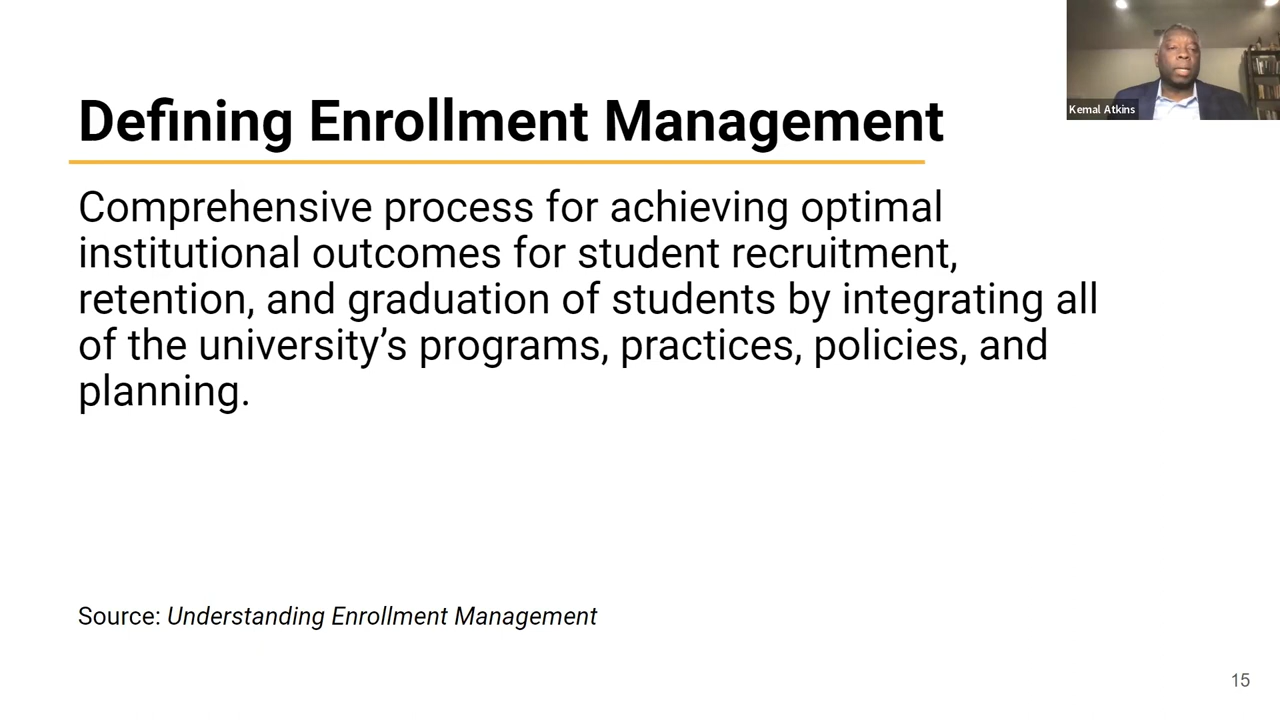 Defining Enrollment Management
Comprehensive process for achieving optimal
institutional outcomes for student recruitment,
retention, and graduation of students by integrating all
of the university’s programs, practices, policies, and
planning.
Source: Understanding Enrollment Management
15
Kemal Atkins